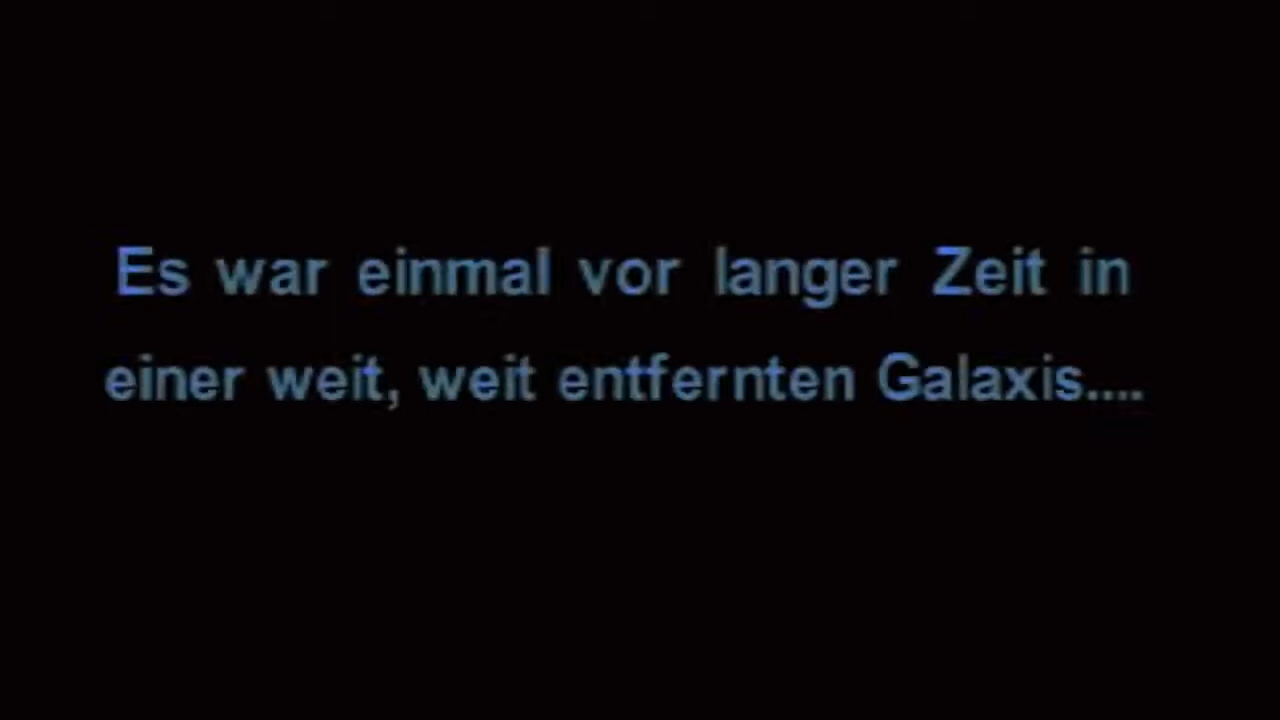 Es war einmal vor langer Zeit in
einer weit, weit entfernten Galaxis....